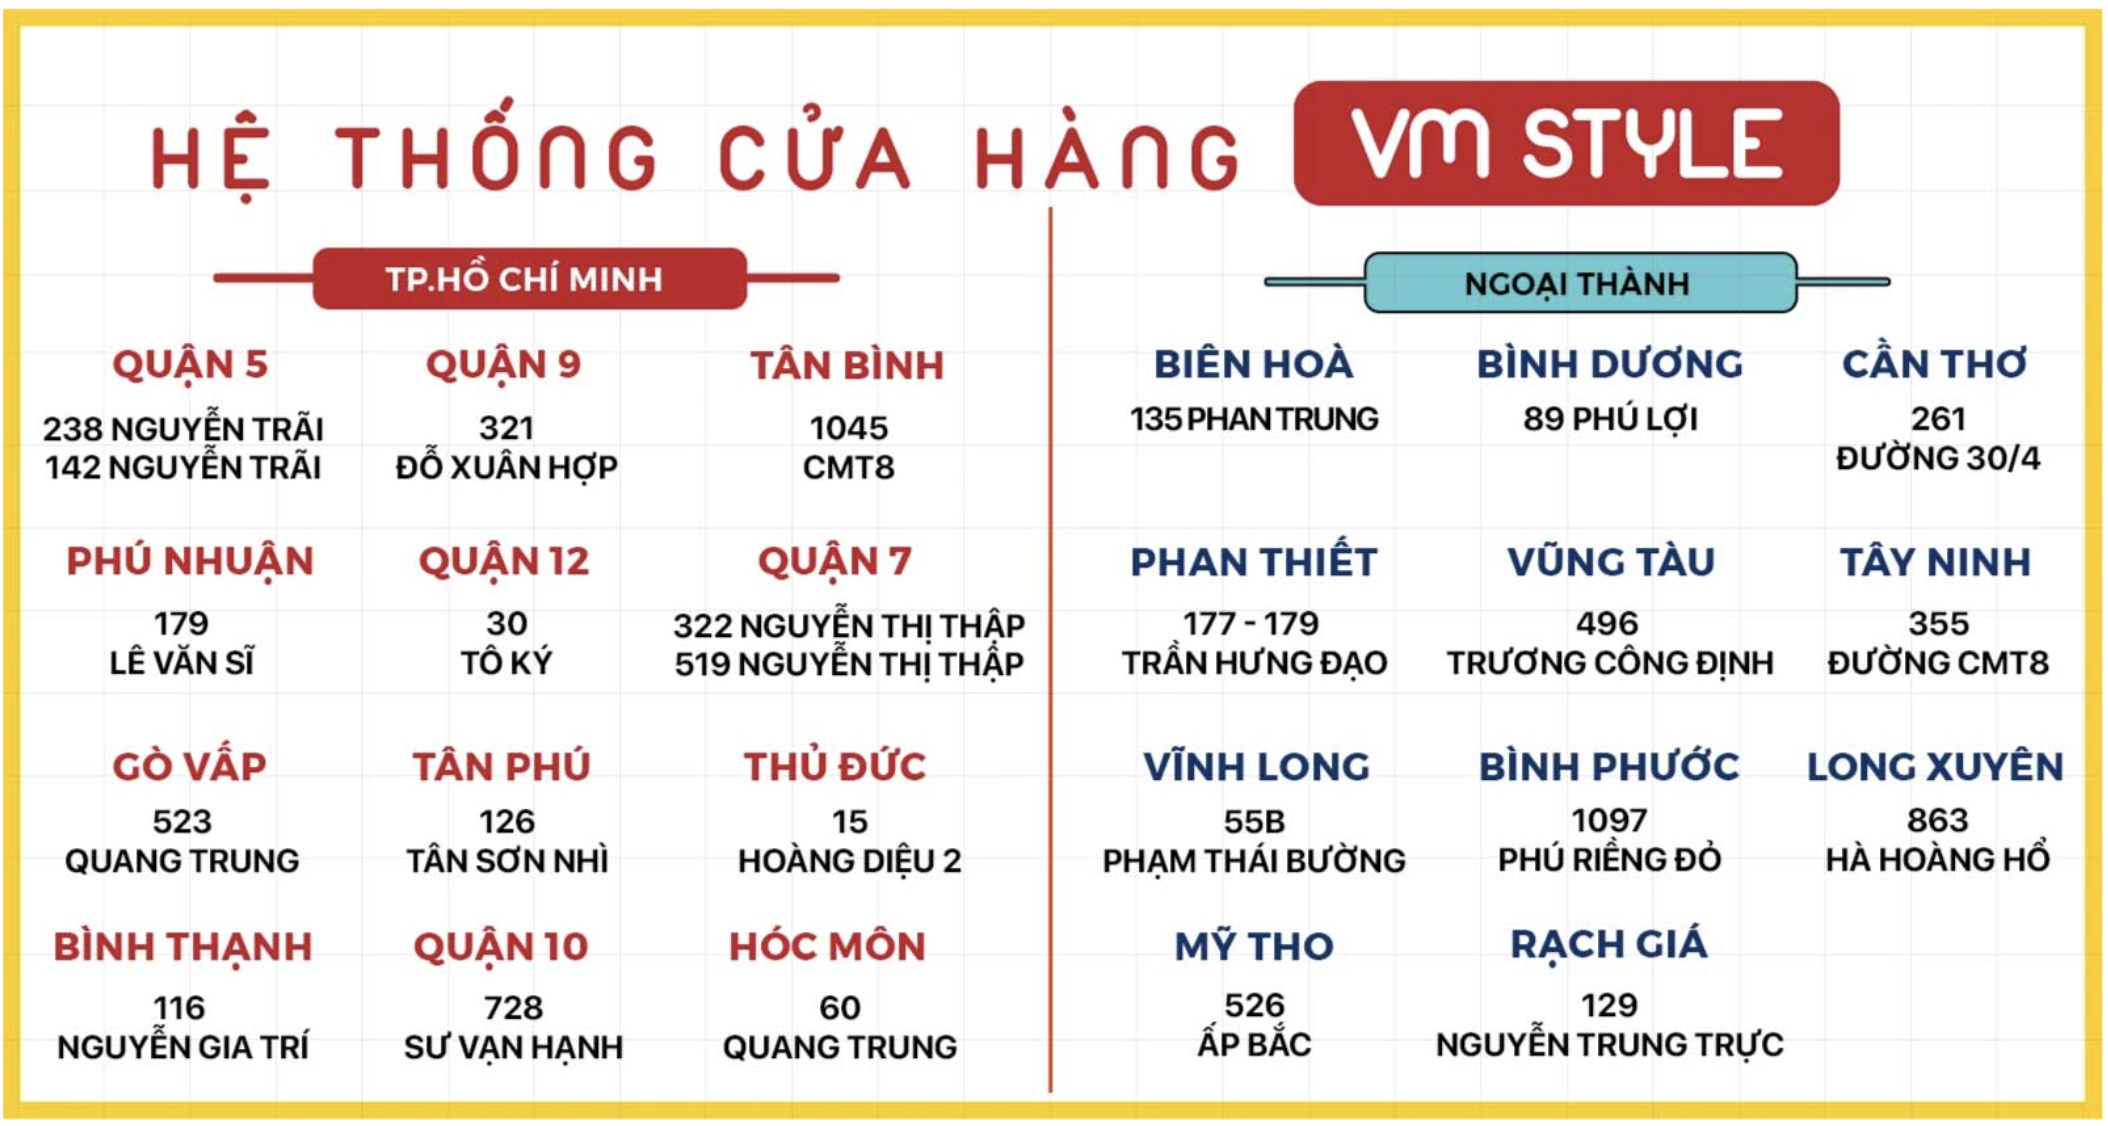 HỆ THỐNG CỬA HÀNG VM STYLE
TP.HỒ CHÍ MINH
QUẬN 5
238 NGUYỄN TRÃI
142 NGUYỄN TRÃI
QUẬN 9
321
ĐỖ XUÂN HỢP
TÂN BÌNH
1045
CMT8
PHÚ NHUẬN
179
LÊ VĂN SĨ
QUẬN 12
30
TÔ KÝ
QUẬN 7
322 NGUYỄN THỊ THẬP
519 NGUYỄN THỊ THẬP
GÒ VẤP
523
QUANG TRUNG
TÂN PHÚ
126
TÂN SƠN NHÌ
THỦ ĐỨC
15
HOÀNG DIỆU 2
BÌNH THẠNH
116
NGUYỄN GIA TRÍ
QUẬN 10
728
SƯ VẠN HẠNH
HÓC MÔN
60
QUANG TRUNG
NGOẠI THÀNH
BIÊN HOÀ
135 PHAN TRUNG
BÌNH DƯƠNG
89 PHÚ LỢI
CẦN THƠ
261
ĐƯỜNG 30/4
PHAN THIẾT
177 - 179
TRẦN HƯNG ĐẠO
VŨNG TÀU
496
TRƯƠNG CÔNG ĐỊNH
TÂY NINH
355
ĐƯỜNG CMT8
VĨNH LONG
55B
PHẠM THÁI BƯỜNG
BÌNH PHƯỚC
1097
PHÚ RIỀNG ĐỎ
LONG XUYÊN
863
HÀ HOÀNG HỔ
MỸ THO
526
ẤP BẮC
RẠCH GIÁ
129
NGUYỄN TRUNG TRỰC